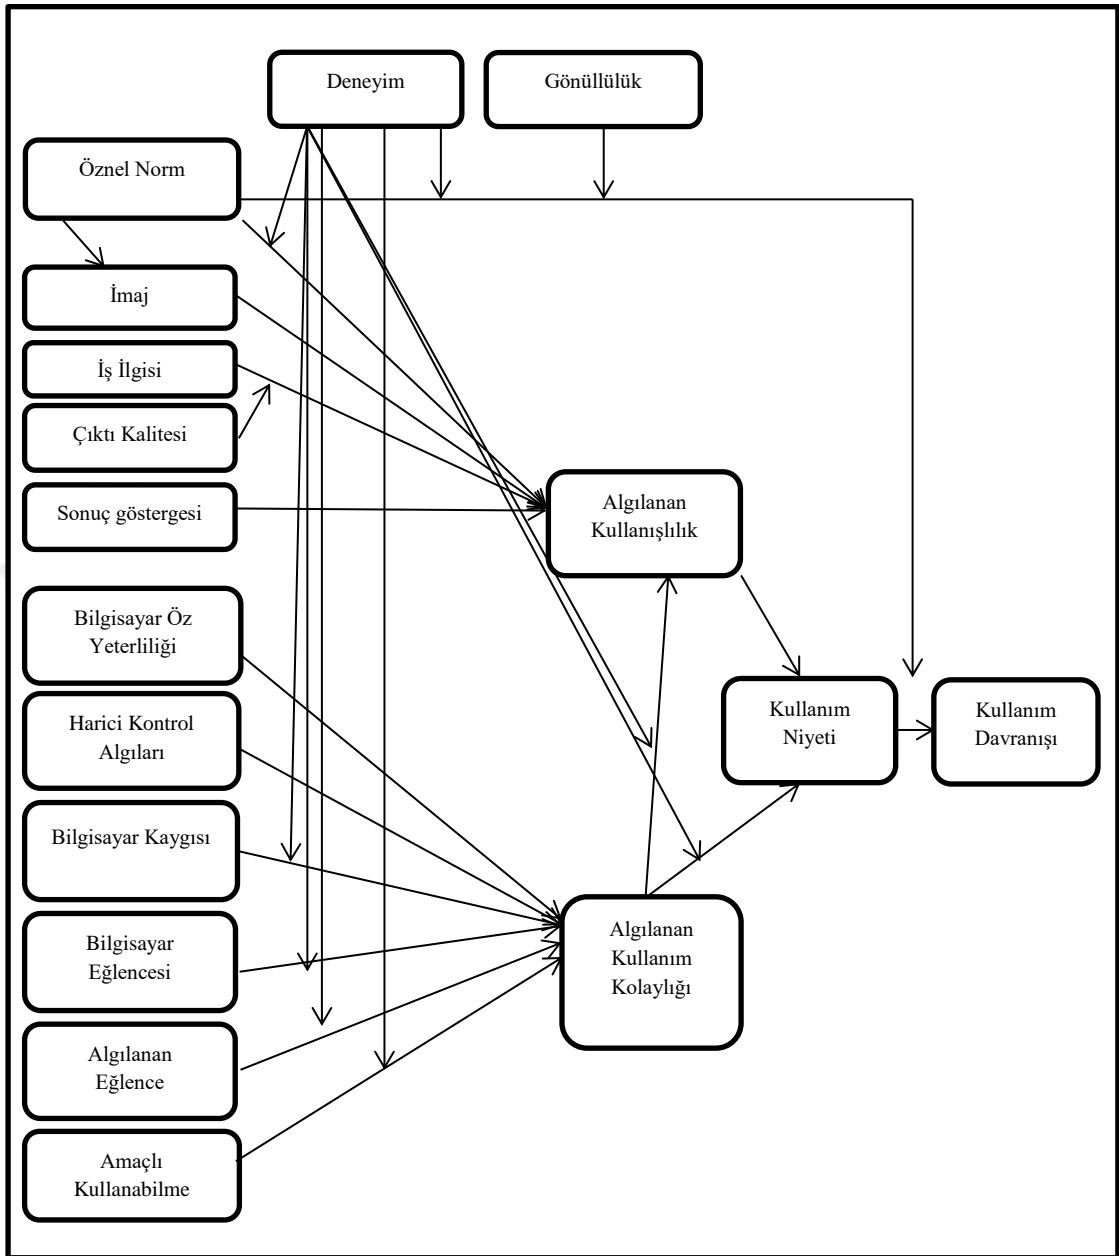 Deneyim
Gönüllülük
Öznel Norm
İmaj
İş İlgisi
Çıktı Kalitesi
Sonuç göstergesi
Algılanan
Kullanışlılık
Bilgisayar Öz
Yeterliliği
Harici Kontrol
Algıları
Kullanım
Niyeti
Kullanım
Davranışı
Bilgisayar Kaygısı
Bilgisayar
Eğlencesi
Algılanan
Kullanım
Kolaylığı
Algılanan
Eğlence
Amaçlı
Kullanabilme